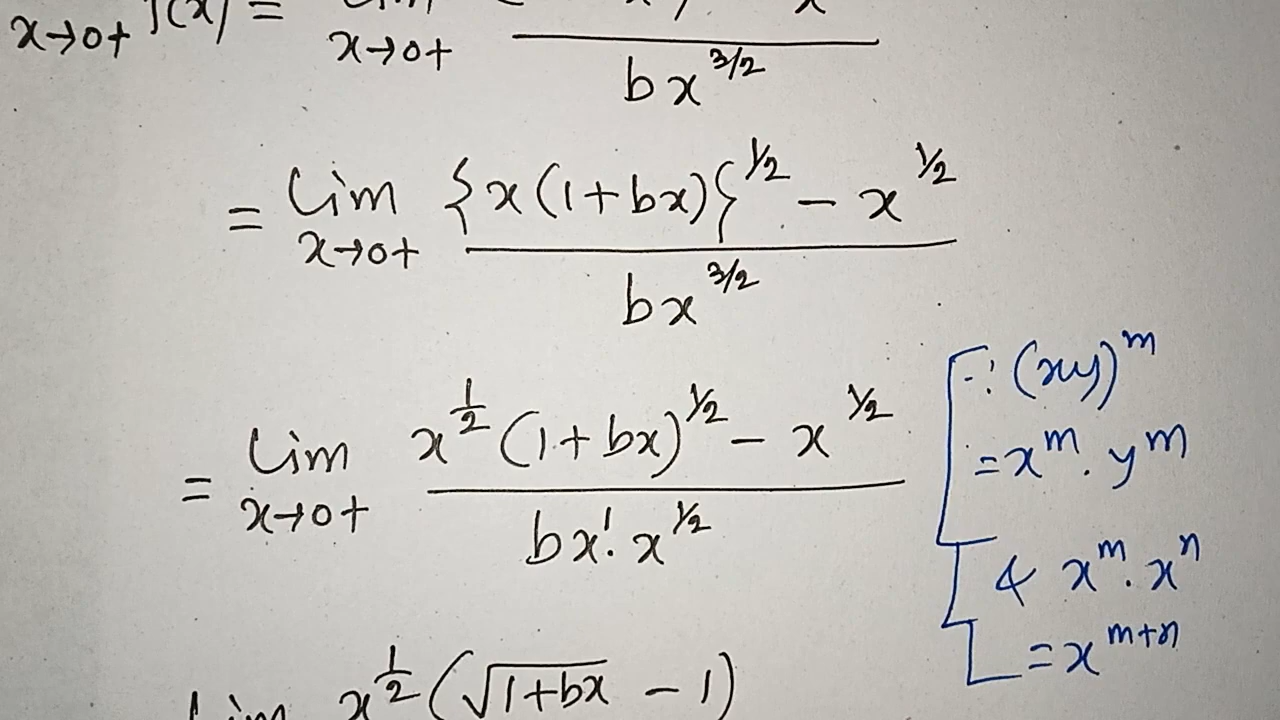 x→0+ f(x) = lim x→0+
bx^3/2
= lim x→0+ {x(1+bx)}^1/2 - x^1/2
bx^3/2
= lim x→0+ x^1/2 (1+bx)^1/2 - x^1/2
bx^1. x^1/2
∵ (xy)^m
= x^m . y^m
& x^m . x^n
= x^m+n
lim x^1/2 (√1+bx - 1)